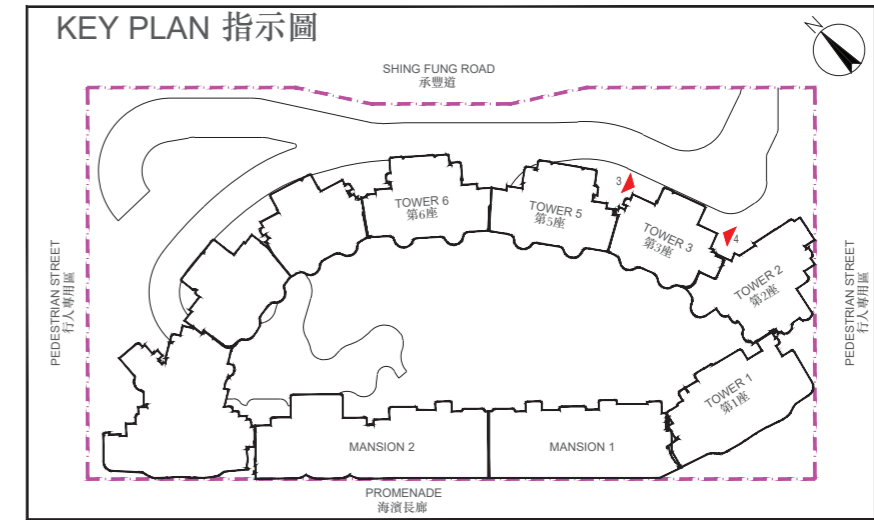 KEY PLAN 指示圖
N
SHING FUNG ROAD
承豐道
3
TOWER 6
第6座
TOWER 5
第5座
TOWER 3
第3座
4
TOWER 2
第2座
PEDESTRIAN STREET
行人專用區
PEDESTRIAN STREET
行人專用區
TOWER 1
第1座
MANSION 2
MANSION 1
PROMENADE
海濱長廊